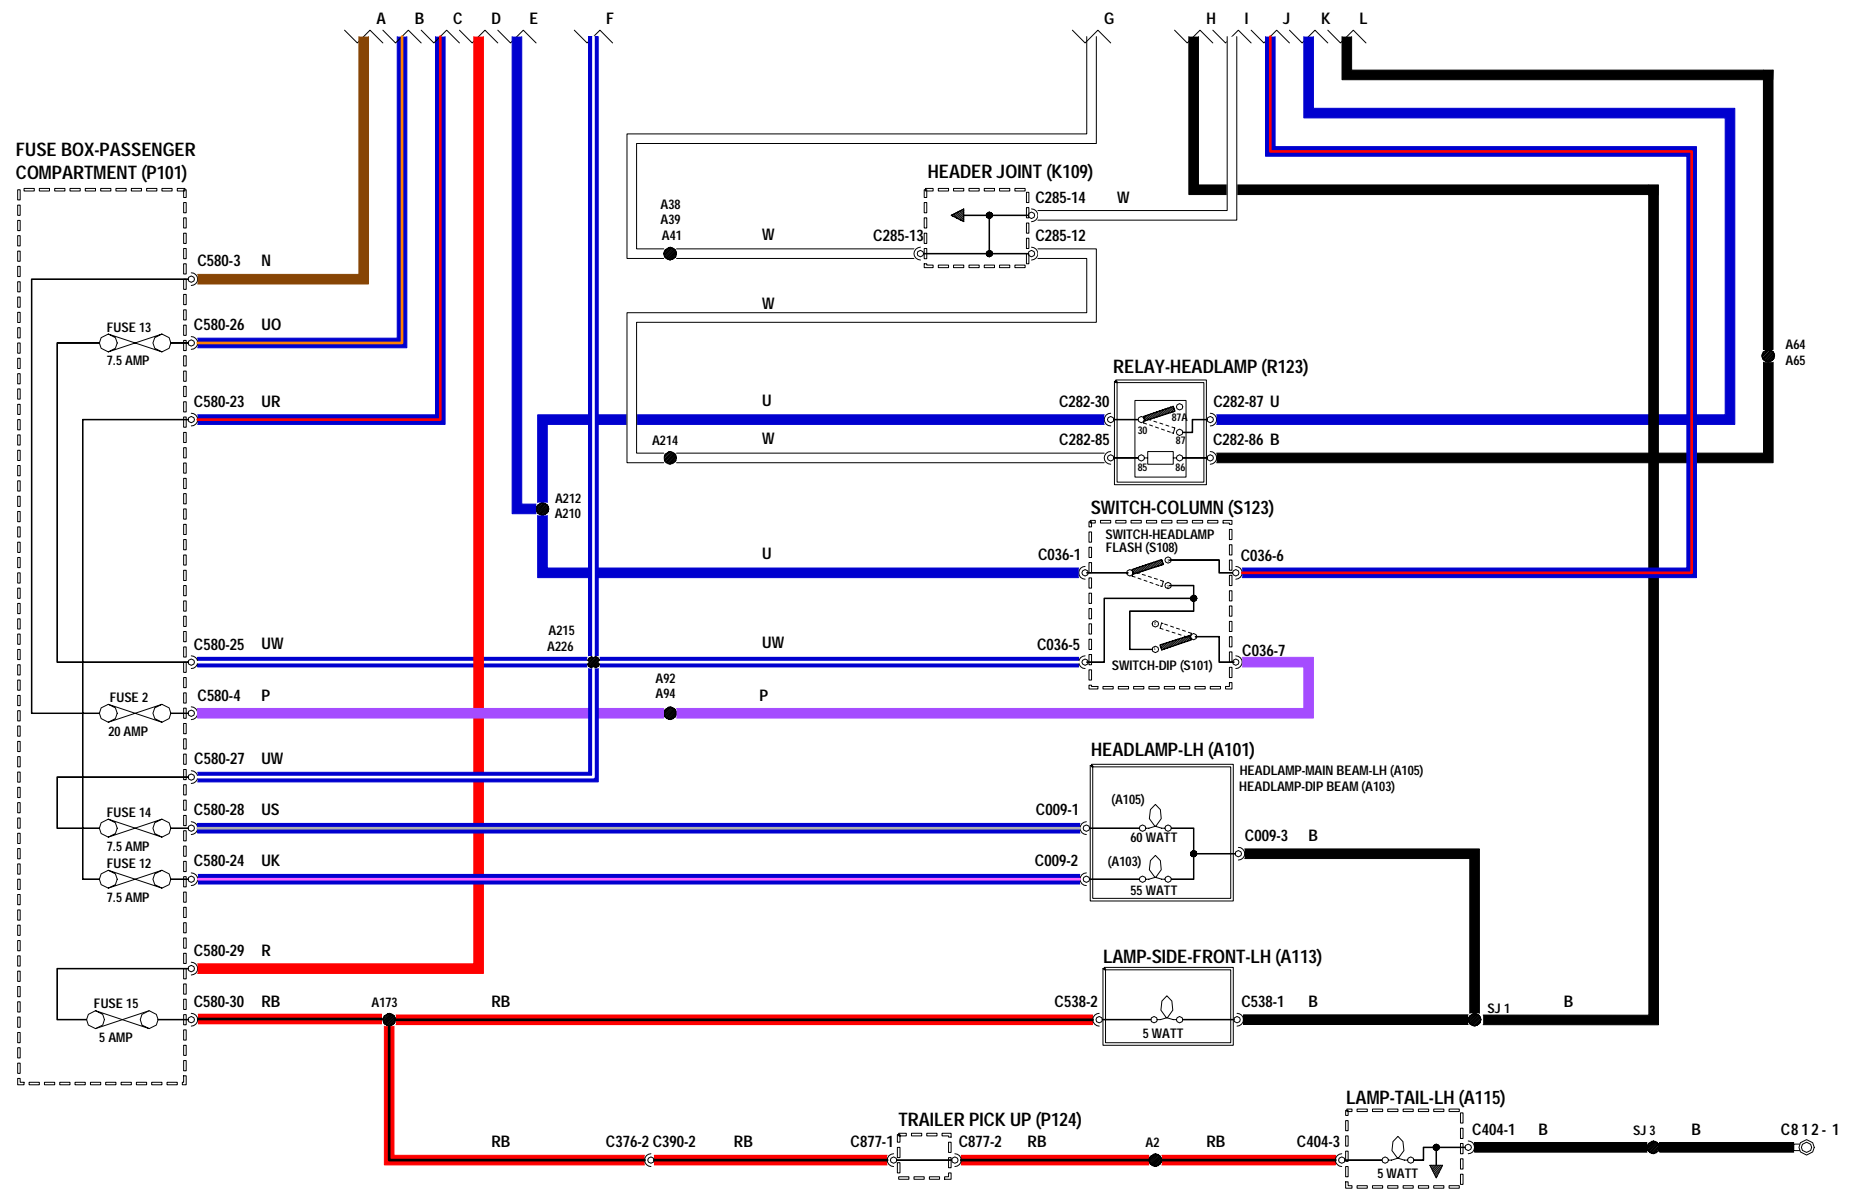 A B C D E F G H I J K L
FUSE BOX-PASSENGER
COMPARTMENT (P101)
HEADER JOINT (K109)
C285-14 W
A38
A39
A41
W
C285-13
C285-12
C580-3 N
W
FUSE 13
7.5 AMP
C580-26 UO
A64
A65
RELAY-HEADLAMP (R123)
C580-23 UR
U
C282-30
C282-87 U
87A
30
87
A214
W
C282-85
C282-86 B
85
86
A212
A210
SWITCH-COLUMN (S123)
SWITCH-HEADLAMP
FLASH (S108)
U
C036-1
C036-6
C580-25 UW
A215
A226
UW
C036-5
C036-7
SWITCH-DIP (S101)
A92
A94
FUSE 2
20 AMP
C580-4 P
P
C580-27 UW
HEADLAMP-LH (A101)
HEADLAMP-MAIN BEAM-LH (A105)
HEADLAMP-DIP BEAM (A103)
FUSE 14
7.5 AMP
C580-28 US
C009-1
(A105)
60 WATT
C009-3 B
FUSE 12
7.5 AMP
C580-24 UK
C009-2
(A103)
55 WATT
C580-29 R
LAMP-SIDE-FRONT-LH (A113)
FUSE 15
5 AMP
C580-30 RB
A173
RB
C538-2
5 WATT
C538-1 B
SJ 1
B
LAMP-TAIL-LH (A115)
TRAILER PICK UP (P124)
RB
C376-2 C390-2
RB
C877-1
C877-2
RB
A2
RB
C404-3
5 WATT
C404-1 B
SJ 3
B
C812-1